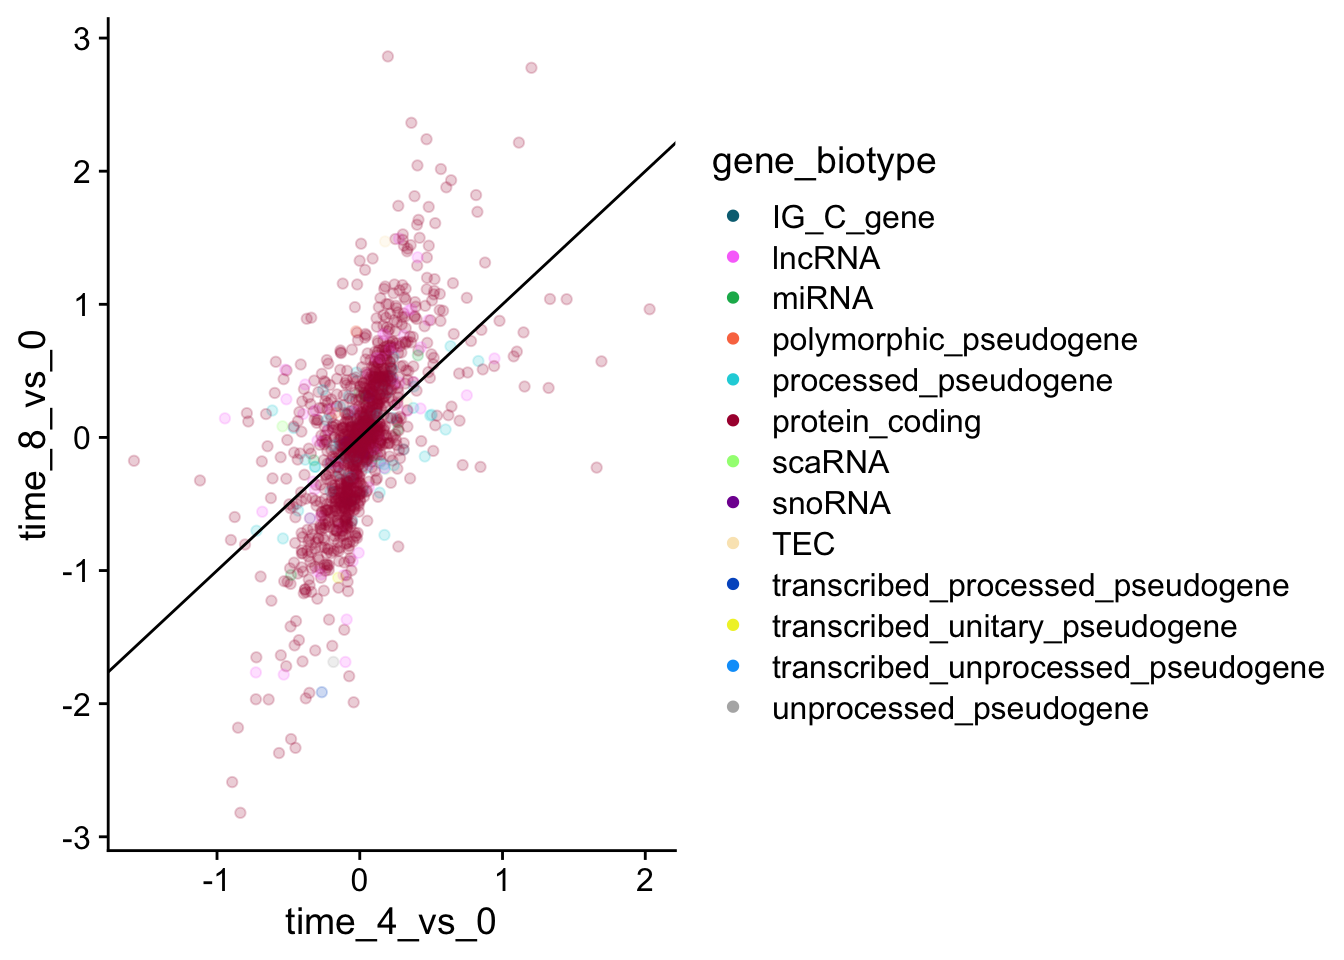 3
2
1
0
-1
-2
-3
time_8_vs_0
-1
0
1
2
time_4_vs_0
gene_biotype
IG_C_gene
lncRNA
miRNA
polymorphic_pseudogene
processed_pseudogene
protein_coding
scaRNA
snoRNA
TEC
transcribed_processed_pseudogene
transcribed_unitary_pseudogene
transcribed_unprocessed_pseudogene
unprocessed_pseudogene